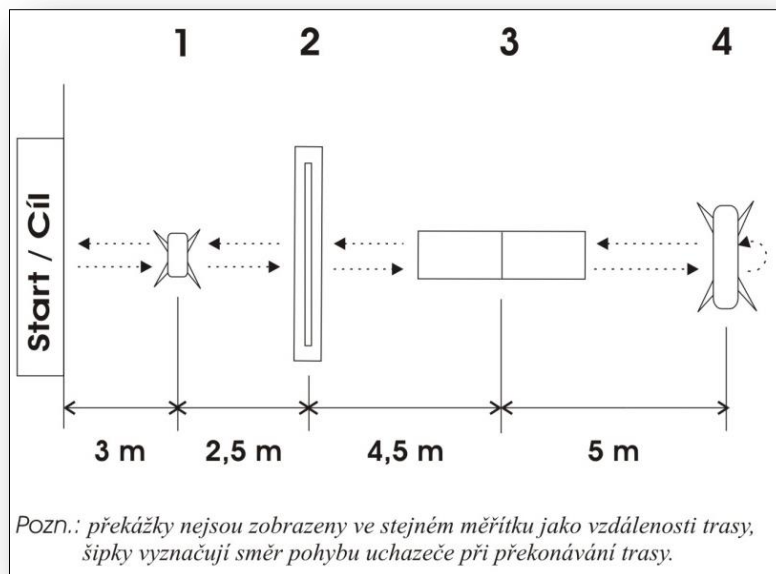 1 2 3 4
Start / Cíl
3 m 2,5 m 4,5 m 5 m
Pozn.: překážky nejsou zobrazeny ve stejném měřítku jako vzdálenosti trasy,
šipky vyznačují směr pohybu uchazeče při překonávání trasy.